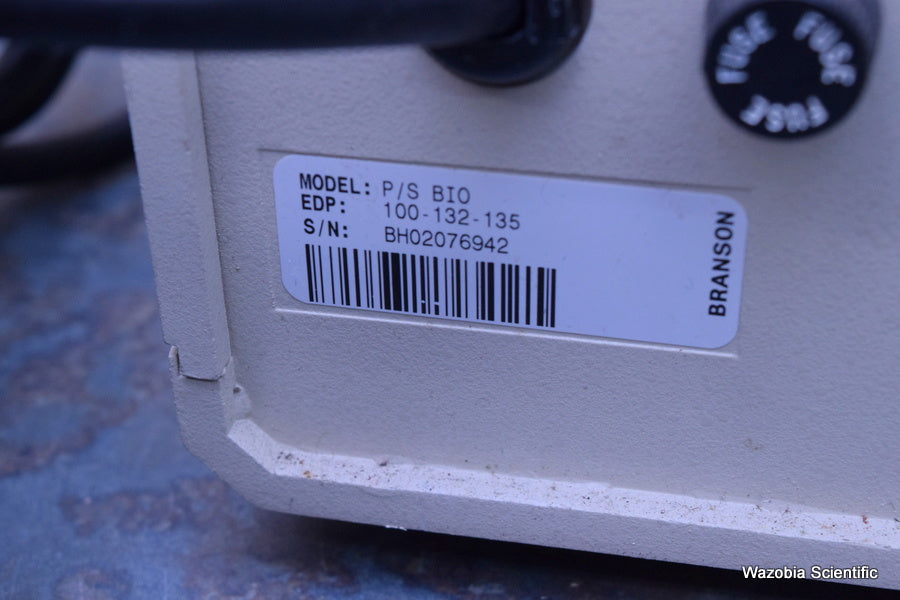 FUSE FUSE FUSE
MODEL: P/S BIO
EDP: 100-132-135
S/N: BH02076942
BRANSON
Wazobia Scientific